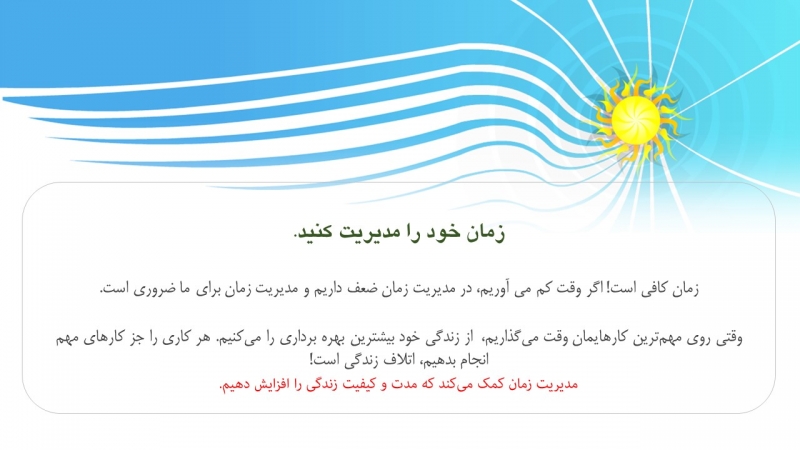 زمان خود را مدیریت کنید.
زمان کافی است! اگر وقت کم می آوریم، در مدیریت زمان ضعف داریم و مدیریت زمان برای ما ضروری است.
وقتی روی مهم‌ترین کارهایمان وقت می‌گذاریم، از زندگی خود بیشترین بهره برداری را می‌کنیم. هر کاری را جز کارهای مهم
انجام بدهیم، اتلاف زندگی است!
مدیریت زمان کمک می‌کند که مدت و کیفیت زندگی را افزایش دهیم.